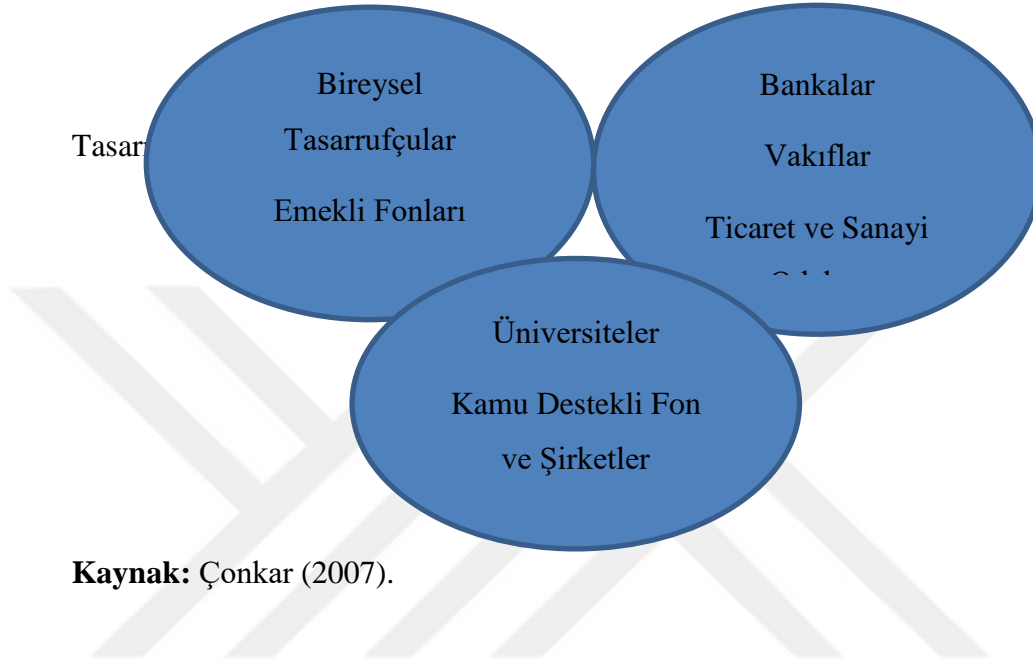 Bireysel
Tasarrufçular
Emekli Fonları
Bankalar
Vakıflar
Ticaret ve Sanayi
Üniversiteler
Kamu Destekli Fon
ve Şirketler
Kaynak: Çonkar (2007).